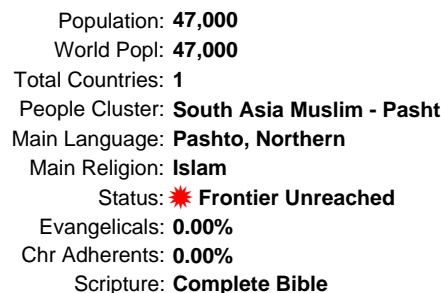 Population: 47,000
World Popl: 47,000
Total Countries: 1
People Cluster: South Asia Muslim - Pasht
Main Language: Pashto, Northern
Main Religion: Islam
Status: Frontier Unreached
Evangelicals: 0.00%
Chr Adherents: 0.00%
Scripture: Complete Bible